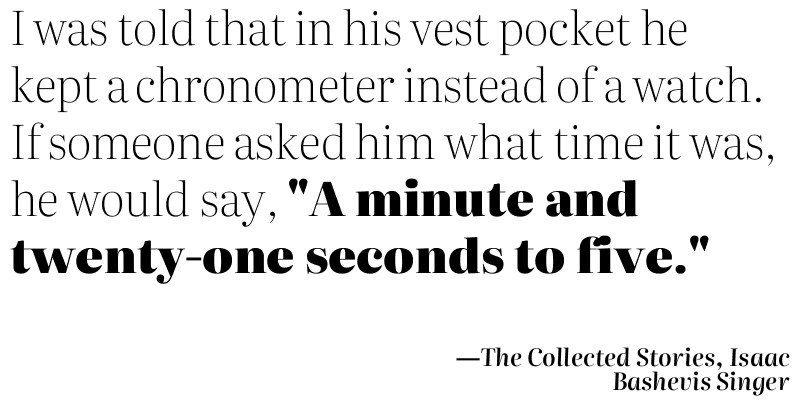 I was told that in his vest pocket he
kept a chronometer instead of a watch.
If someone asked him what time it was,
he would say, "A minute and
twenty-one seconds to five."
—The Collected Stories, Isaac
Bashevis Singer